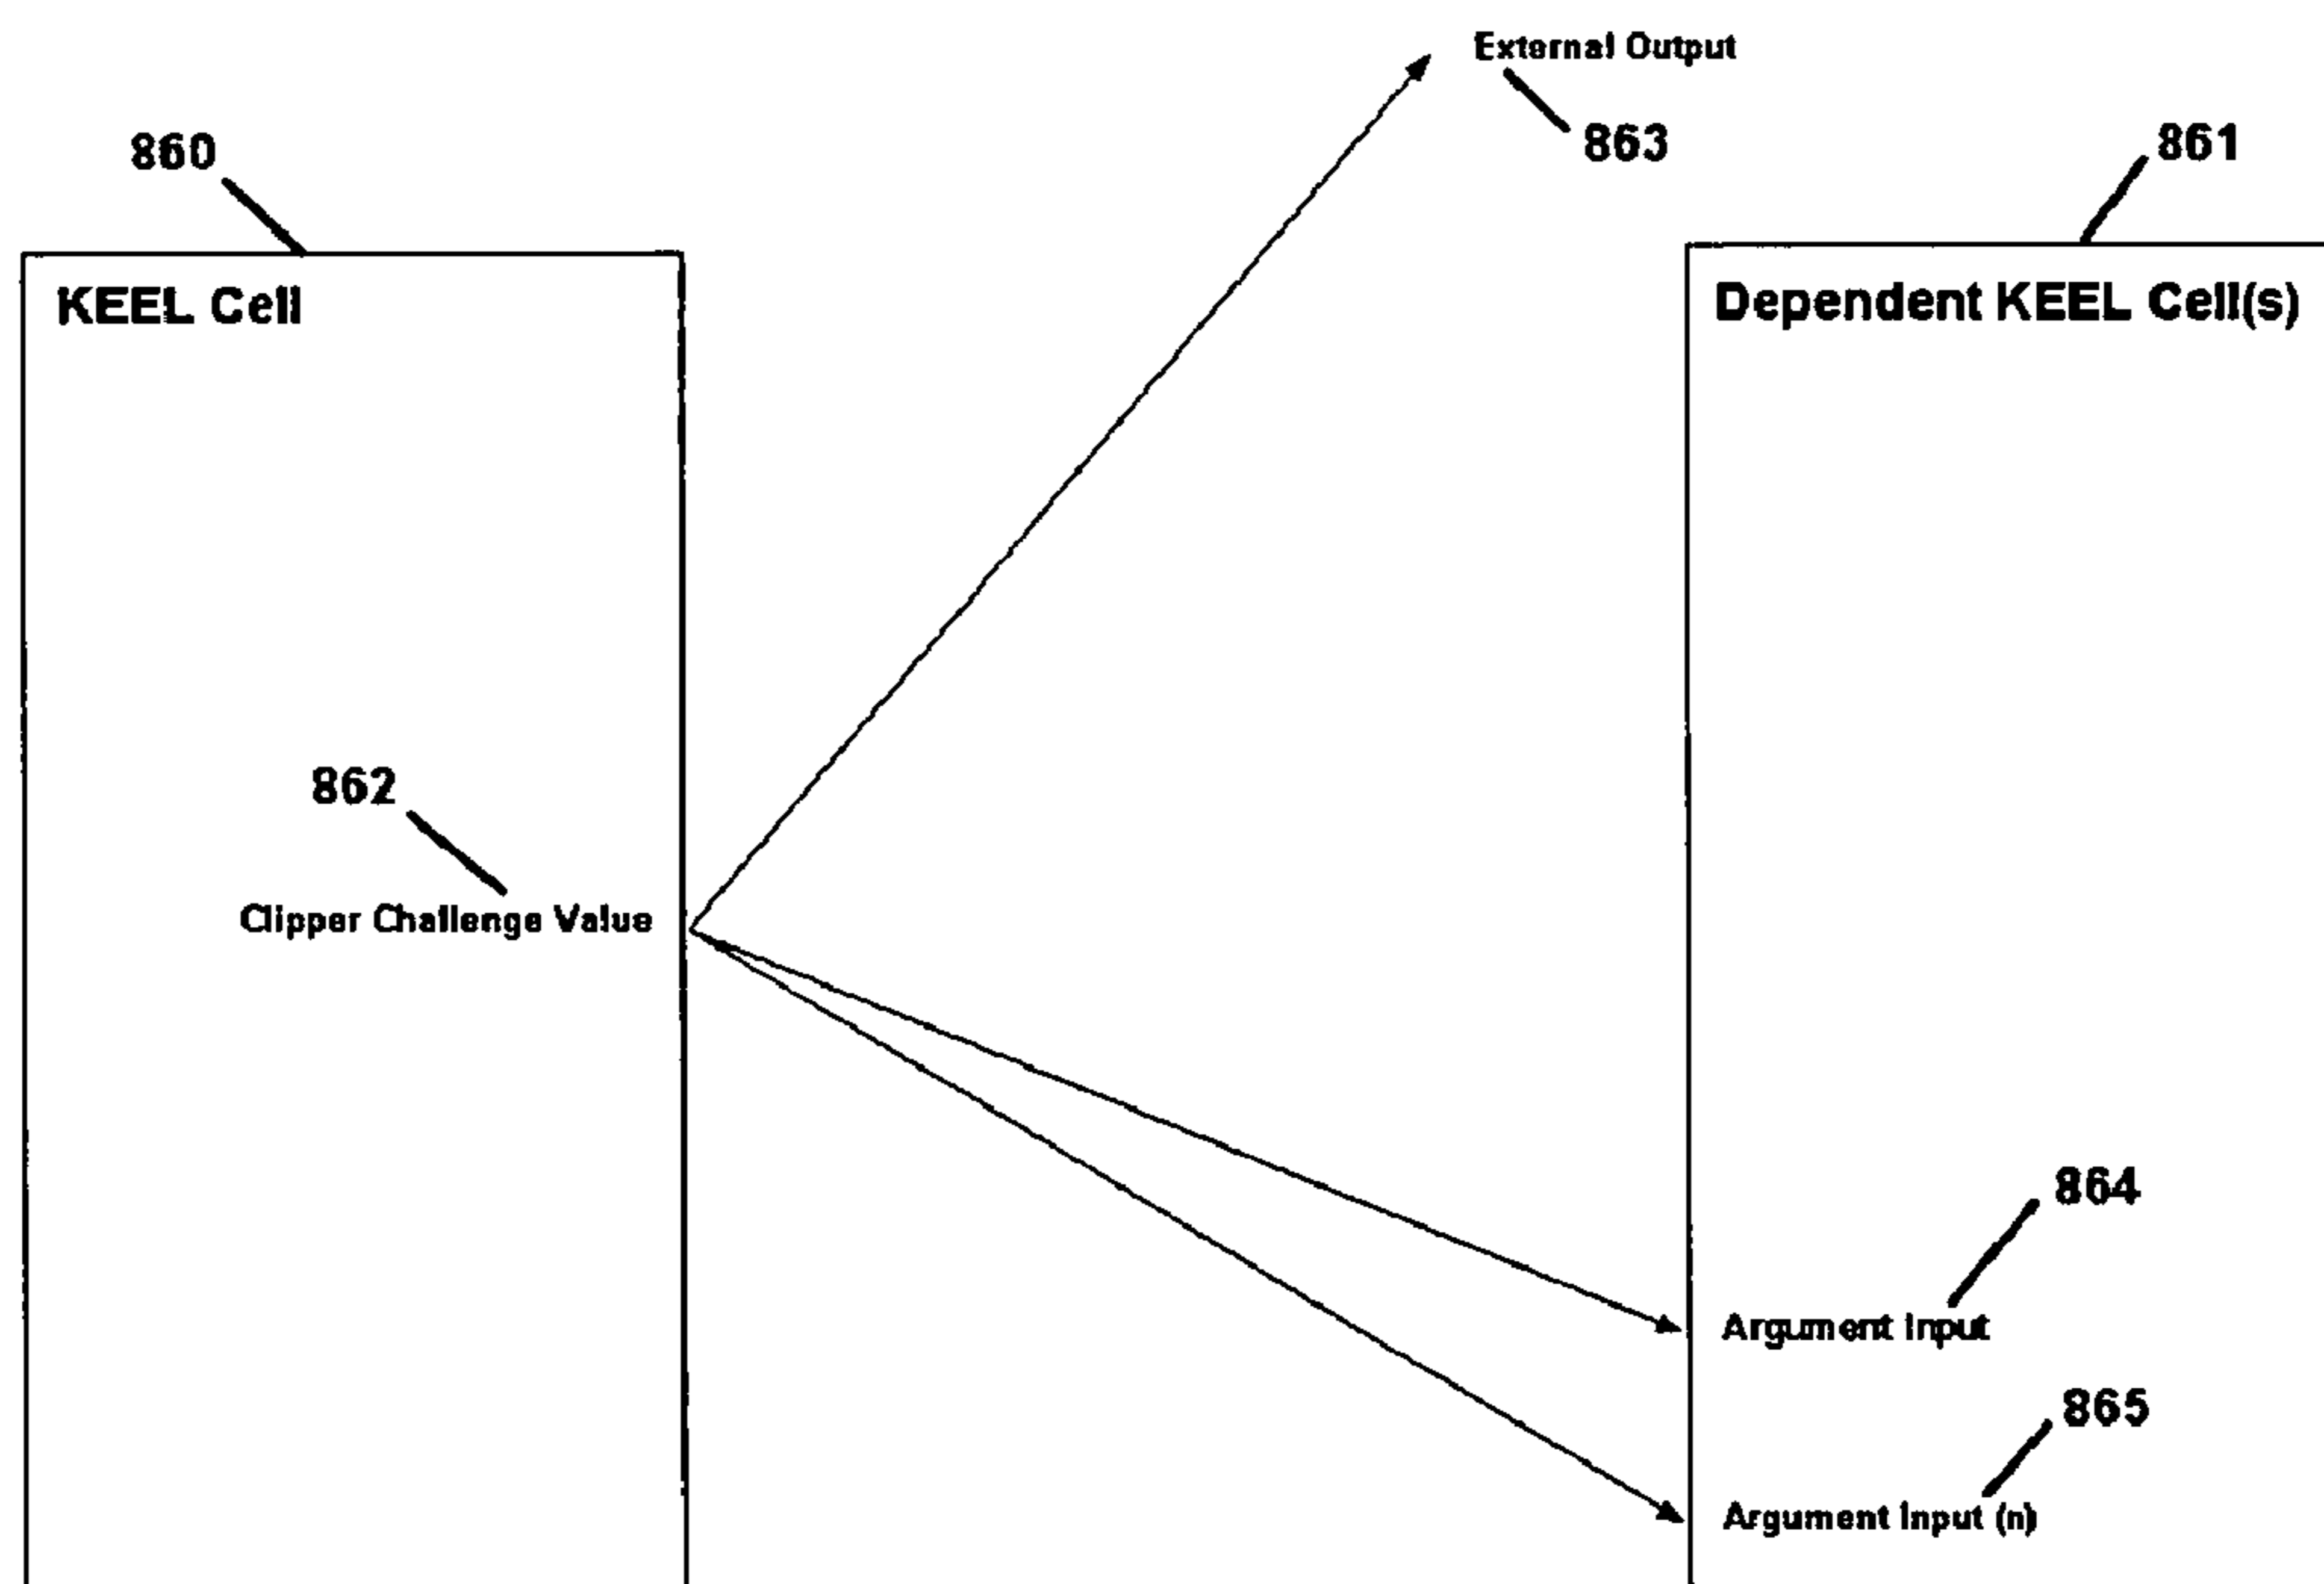 External Output
863
860
861
KEEL Cell
Dependent KEEL Cell(s)
862
Clipper Challenge Value
864
Argument Input
865
Argument Input (n)